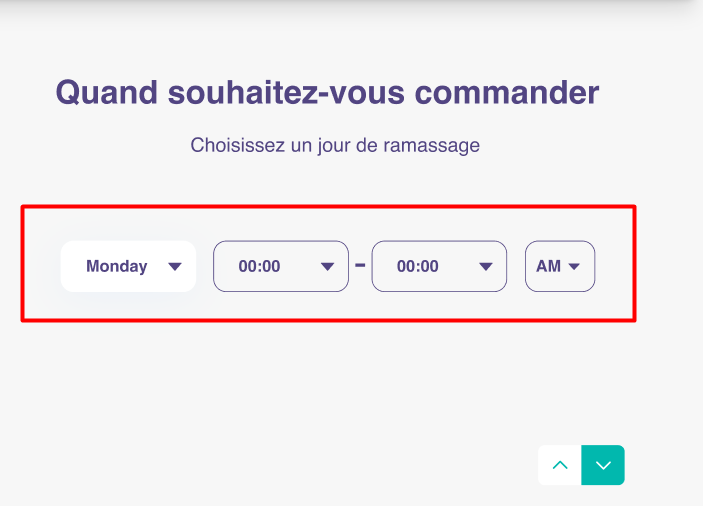 Quand souhaitez-vous commander
Choisissez un jour de ramassage
Monday 00:00 - 00:00 AM